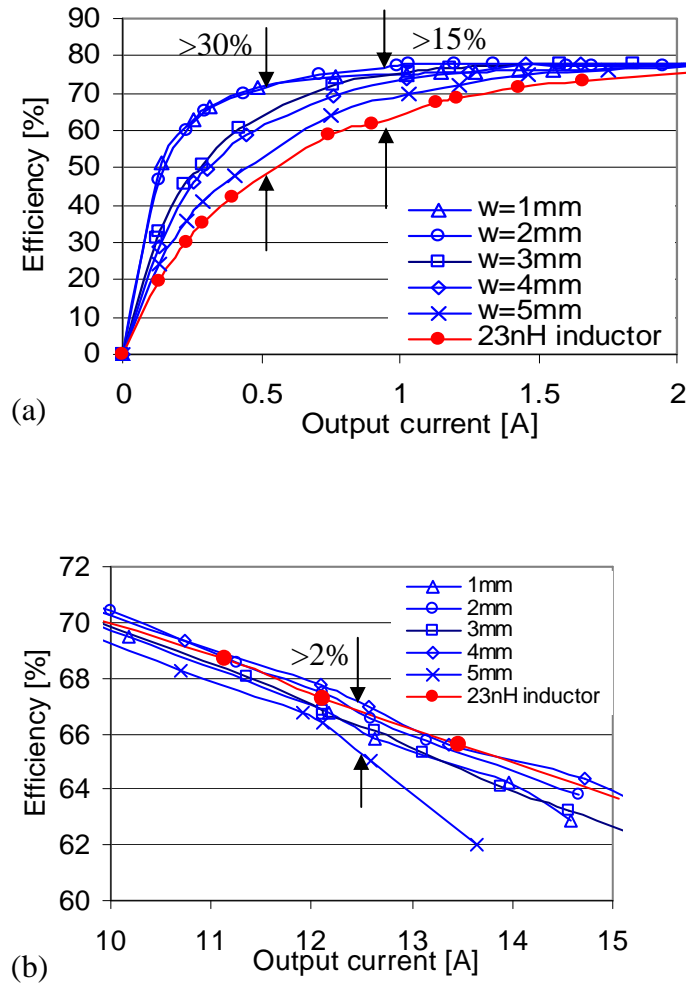 90
80
70
60
50
40
30
20
10
0
Efficiency [%]
>30%
>15%
w=1mm
w=2mm
w=3mm
w=4mm
w=5mm
23nH inductor
0
0.5
1
1.5
2
Output current [A]
(a)
72
70
68
66
64
62
60
Efficiency [%]
>2%
1mm
2mm
3mm
4mm
5mm
23nH inductor
10
11
12
13
14
15
Output current [A]
(b)